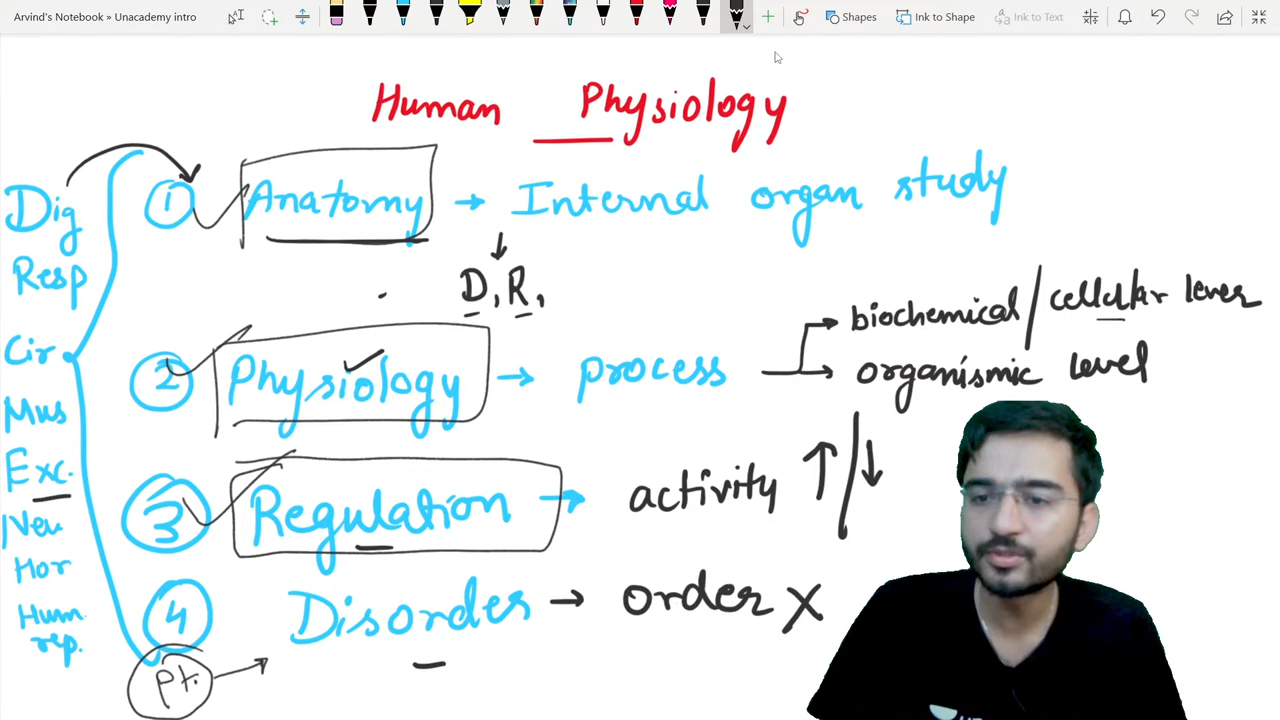 Arvind's Notebook » Unacademy intro
Shapes
Ink to Shape
Ink to Text
Human Physiology
Dig
Resp
Cir
Mus
Exc.
Neu
Hor
Hum.
rep.
1 Anatomy → Internal organ study
D, R,
2 Physiology → process
biochemical / cellular level
organismic level
3 Regulation → activity ↑/↓
4 Disorder → order X
Pt. →